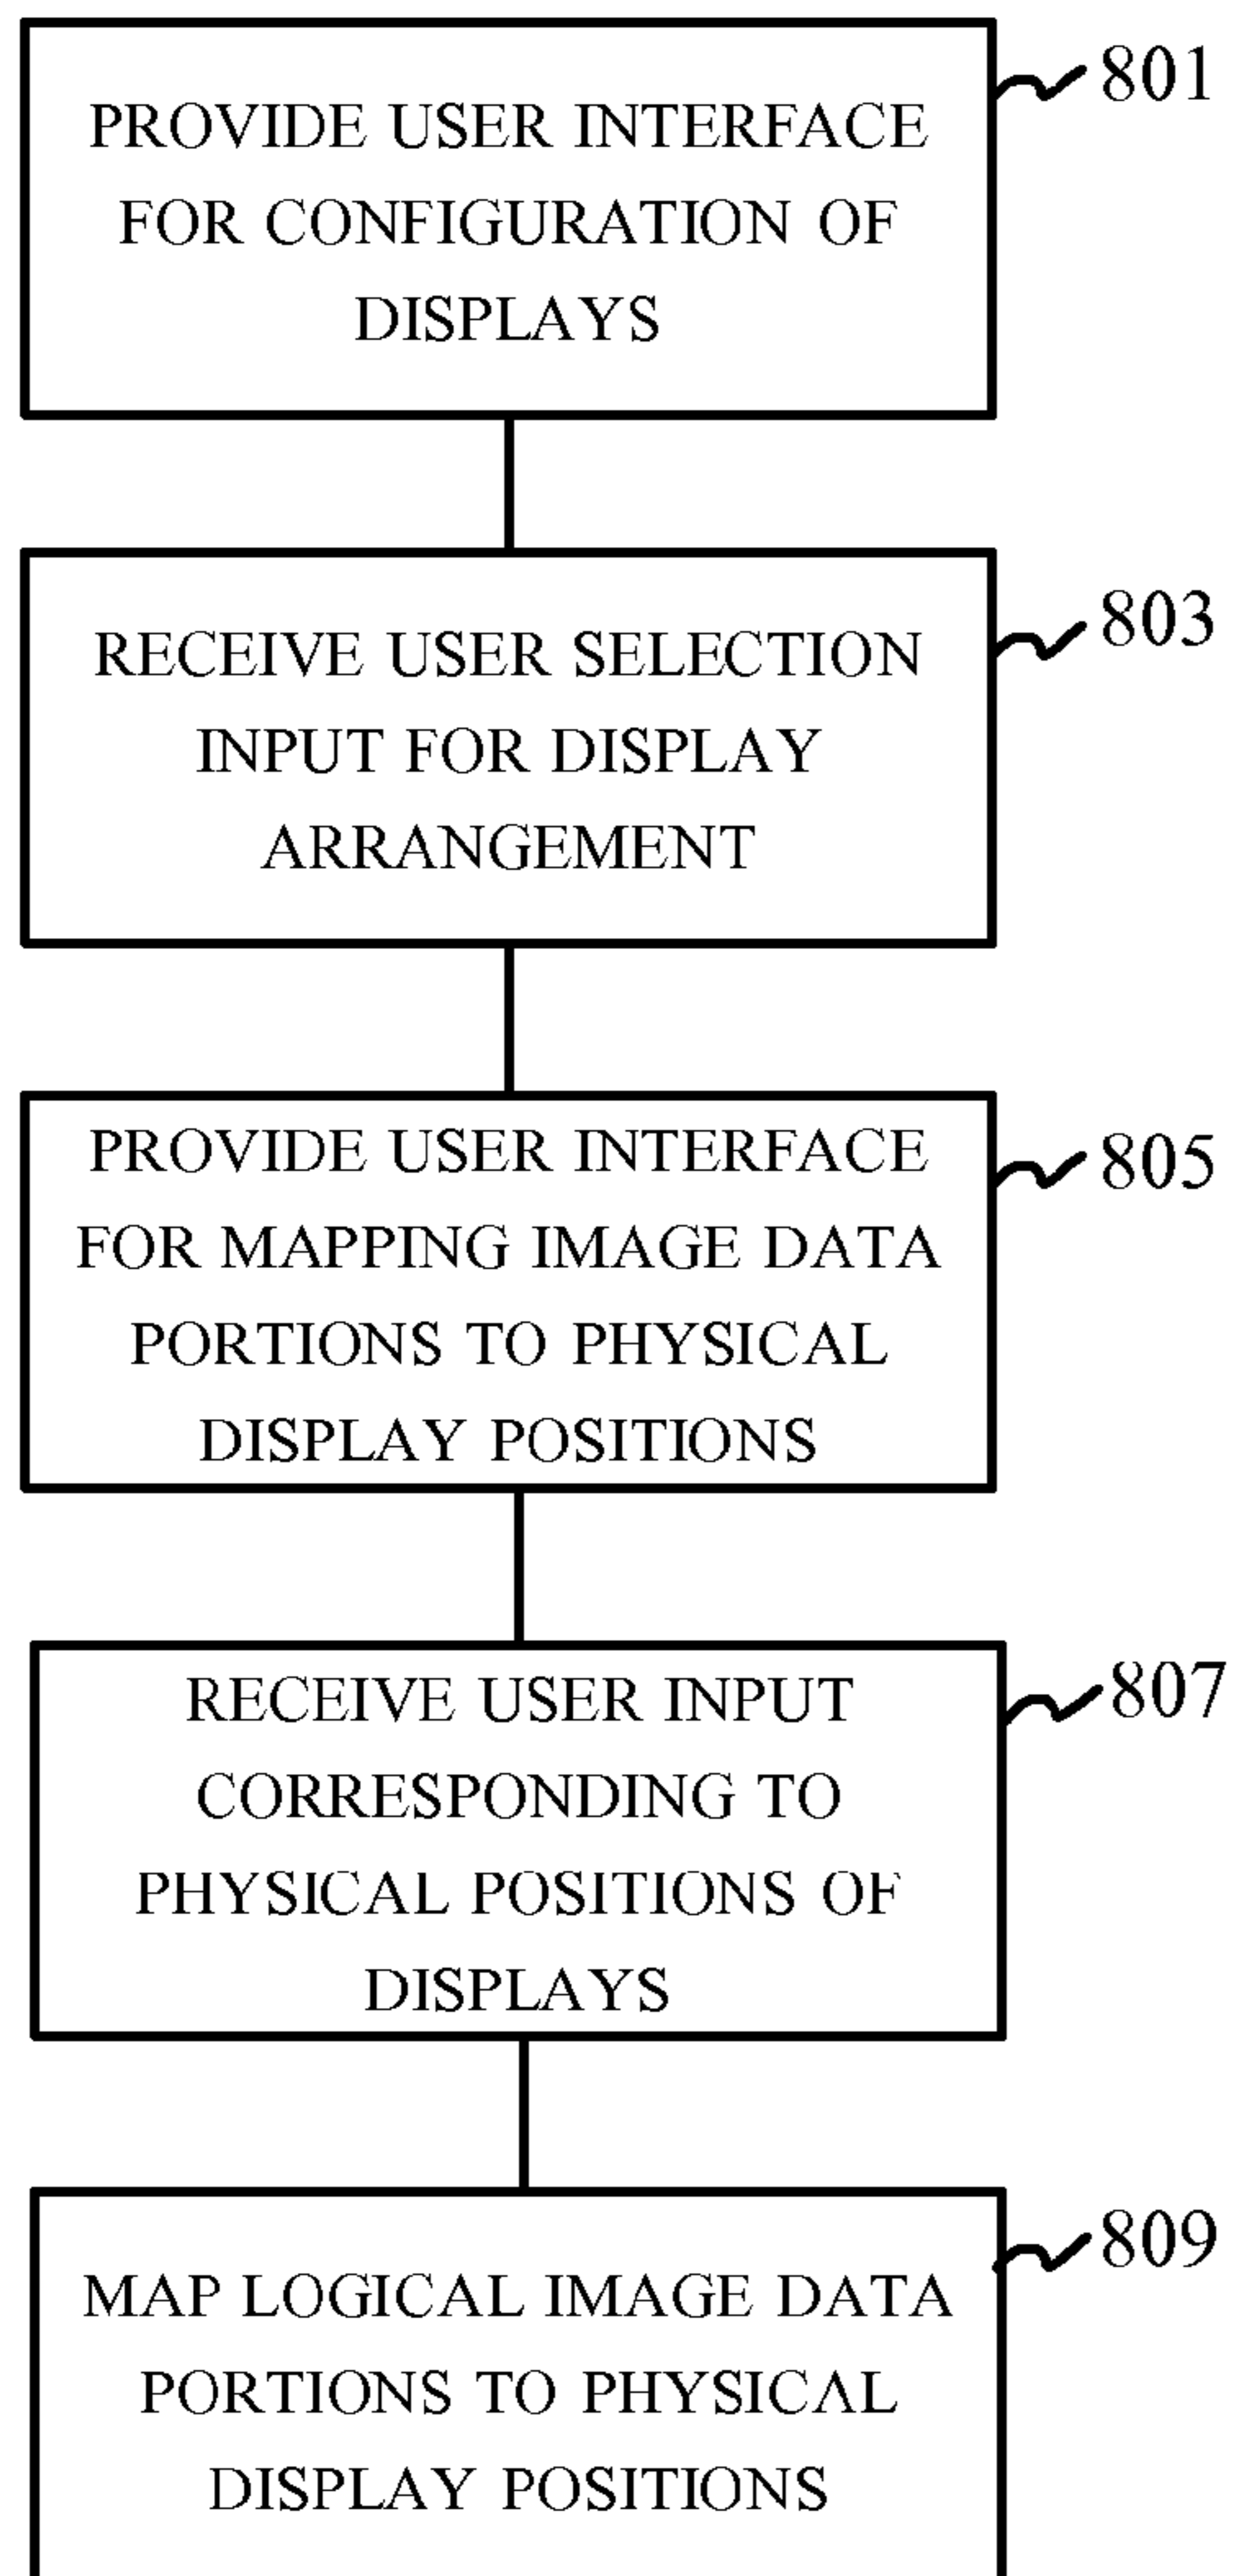 801
PROVIDE USER INTERFACE
FOR CONFIGURATION OF
DISPLAYS
803
RECEIVE USER SELECTION
INPUT FOR DISPLAY
ARRANGEMENT
805
PROVIDE USER INTERFACE
FOR MAPPING IMAGE DATA
PORTIONS TO PHYSICAL
DISPLAY POSITIONS
807
RECEIVE USER INPUT
CORRESPONDING TO
PHYSICAL POSITIONS OF
DISPLAYS
809
MAP LOGICAL IMAGE DATA
PORTIONS TO PHYSICAL
DISPLAY POSITIONS